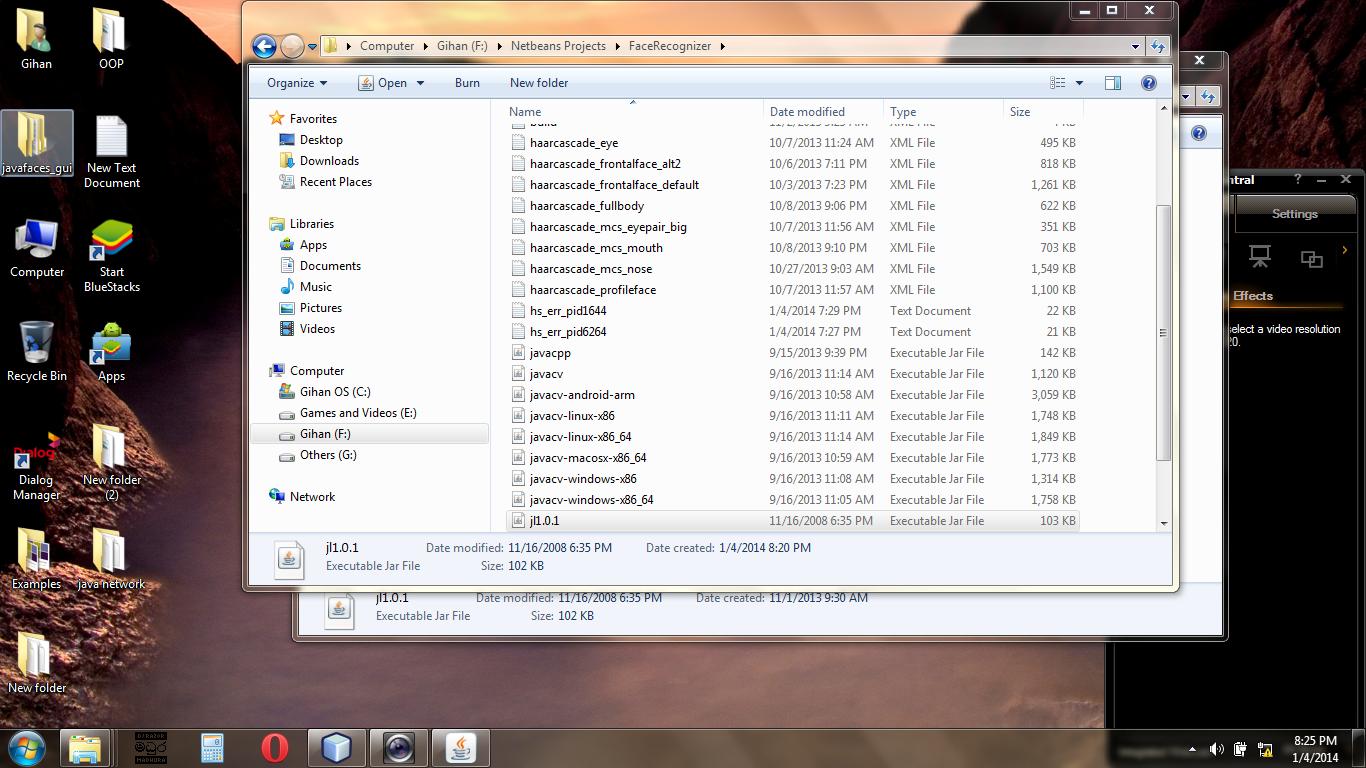 Gihan
OOP
javafaces_gui
New Text
Document
Computer
Start
BlueStacks
Recycle Bin
Apps
Dialog
Dialog
Manager
New folder
(2)
Examples
java network
New folder
Computer Gihan (F:) Netbeans Projects FaceRecognizer
Organize Open Burn New folder
Favorites
Desktop
Downloads
Recent Places
Libraries
Apps
Documents
Music
Pictures
Videos
Computer
Gihan OS (C:)
Games and Videos (E:)
Gihan (F:)
Others (G:)
Network
Name Date modified Type Size
haarcascade_eye 10/7/2013 11:24 AM XML File 495 KB
haarcascade_frontalface_alt2 10/6/2013 7:11 PM XML File 818 KB
haarcascade_frontalface_default 10/3/2013 7:23 PM XML File 1,261 KB
haarcascade_fullbody 10/8/2013 9:06 PM XML File 622 KB
haarcascade_mcs_eyepair_big 10/7/2013 11:56 AM XML File 351 KB
haarcascade_mcs_mouth 10/8/2013 9:10 PM XML File 703 KB
haarcascade_mcs_nose 10/27/2013 9:03 AM XML File 1,549 KB
haarcascade_profileface 10/7/2013 11:57 AM XML File 1,100 KB
hs_err_pid1644 1/4/2014 7:29 PM Text Document 22 KB
hs_err_pid6264 1/4/2014 7:27 PM Text Document 21 KB
javacpp 9/15/2013 9:39 PM Executable Jar File 142 KB
javacv 9/16/2013 11:14 AM Executable Jar File 1,120 KB
javacv-android-arm 9/16/2013 10:58 AM Executable Jar File 3,059 KB
javacv-linux-x86 9/16/2013 11:11 AM Executable Jar File 1,748 KB
javacv-linux-x86_64 9/16/2013 11:14 AM Executable Jar File 1,849 KB
javacv-macosx-x86_64 9/16/2013 10:59 AM Executable Jar File 1,773 KB
javacv-windows-x86 9/16/2013 11:08 AM Executable Jar File 1,314 KB
javacv-windows-x86_64 9/16/2013 11:05 AM Executable Jar File 1,758 KB
jl1.0.1 11/16/2008 6:35 PM Executable Jar File 103 KB
jl1.0.1 Date modified: 11/16/2008 6:35 PM Date created: 1/4/2014 8:20 PM
Executable Jar File Size: 102 KB
jl1.0.1 Date modified: 11/16/2008 6:35 PM Date created: 11/1/2013 9:30 AM
Executable Jar File Size: 102 KB
ntral
Settings
Effects
select a video resolution
20.
මධුර
MADHURA
8:25 PM
1/4/2014